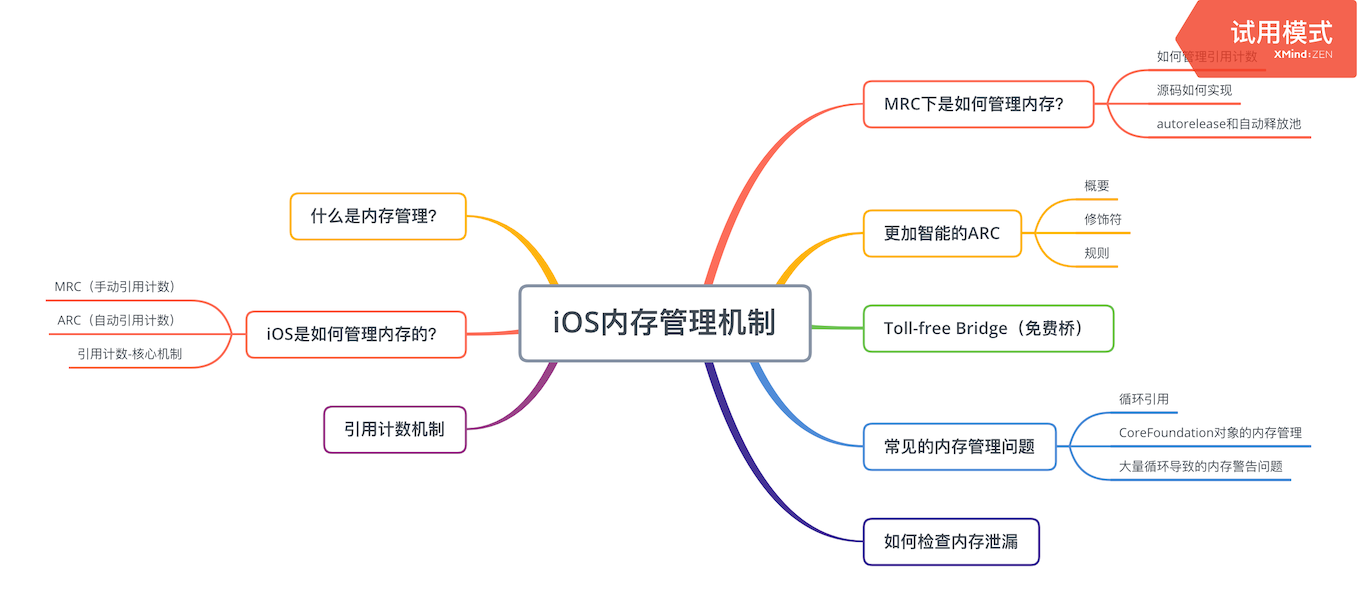 试用模式
XMind:ZEN
iOS内存管理机制
MRC下是如何管理内存？
如何管理引用计数
源码如何实现
autorelease和自动释放池
更加智能的ARC
概要
修饰符
规则
Toll-free Bridge（免费桥）
常见的内存管理问题
循环引用
CoreFoundation对象的内存管理
大量循环导致的内存警告问题
如何检查内存泄漏
什么是内存管理？
iOS是如何管理内存的？
MRC（手动引用计数）
ARC（自动引用计数）
引用计数-核心机制
引用计数机制